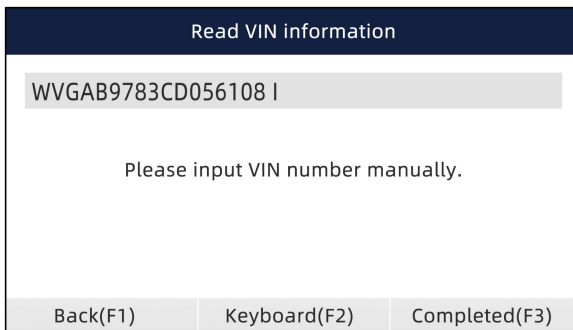 Read VIN information
WVGAB9783CD056108 I
Please input VIN number manually.
Back(F1) Keyboard(F2) Completed(F3)